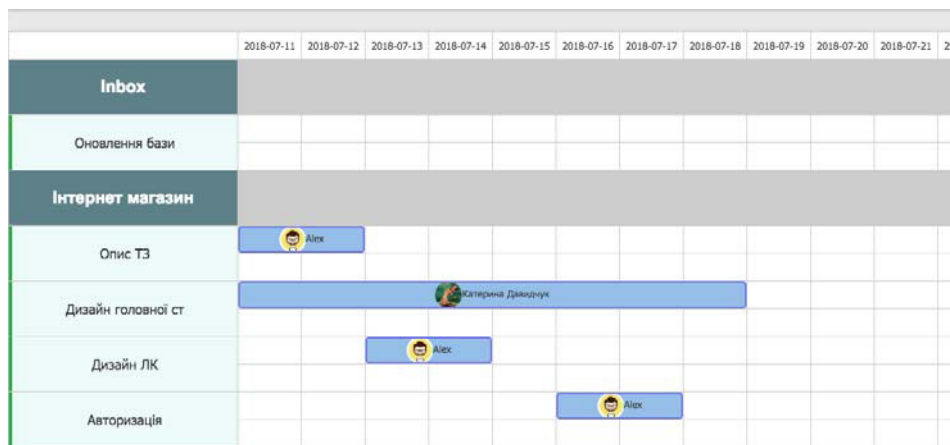 2018-07-11 2018-07-12 2018-07-13 2018-07-14 2018-07-15 2018-07-16 2018-07-17 2018-07-18 2018-07-19 2018-07-20 2018-07-21 2
Inbox
Оновлення бази
Інтернет магазин
Опис ТЗ Alex
Дизайн головної ст Катерина Давидчук
Дизайн ЛК Alex
Авторизація Alex